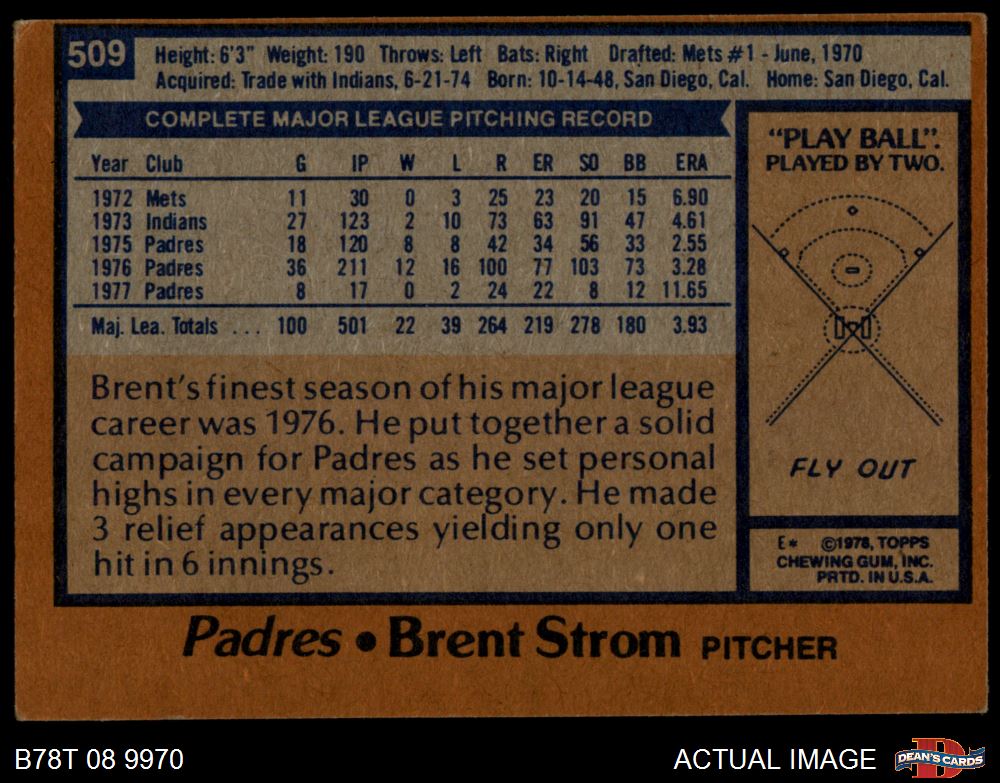 509
Height: 6'3" Weight: 190 Throws: Left Bats: Right Drafted: Mets #1 - June, 1970
Acquired: Trade with Indians, 6-21-74 Born: 10-14-48, San Diego, Cal. Home: San Diego, Cal.
COMPLETE MAJOR LEAGUE PITCHING RECORD
Year Club G IP W L R ER SO BB ERA
1972 Mets 11 30 0 3 25 23 20 15 6.90
1973 Indians 27 123 2 10 73 63 91 47 4.61
1975 Padres 18 120 8 8 42 34 56 33 2.55
1976 Padres 36 211 12 16 100 77 103 73 3.28
1977 Padres 8 17 0 2 24 22 8 12 11.65
Maj. Lea. Totals ... 100 501 22 39 264 219 278 180 3.93
Brent's finest season of his major league
career was 1976. He put together a solid
campaign for Padres as he set personal
highs in every major category. He made
3 relief appearances yielding only one
hit in 6 innings.
"PLAY BALL".
PLAYED BY TWO.
FLY OUT
E* ©1978, TOPPS
CHEWING GUM, INC.
PRTD. IN U.S.A.
Padres • Brent Strom PITCHER
B78T 08 9970
ACTUAL IMAGE
D
DEAN'S CARDS